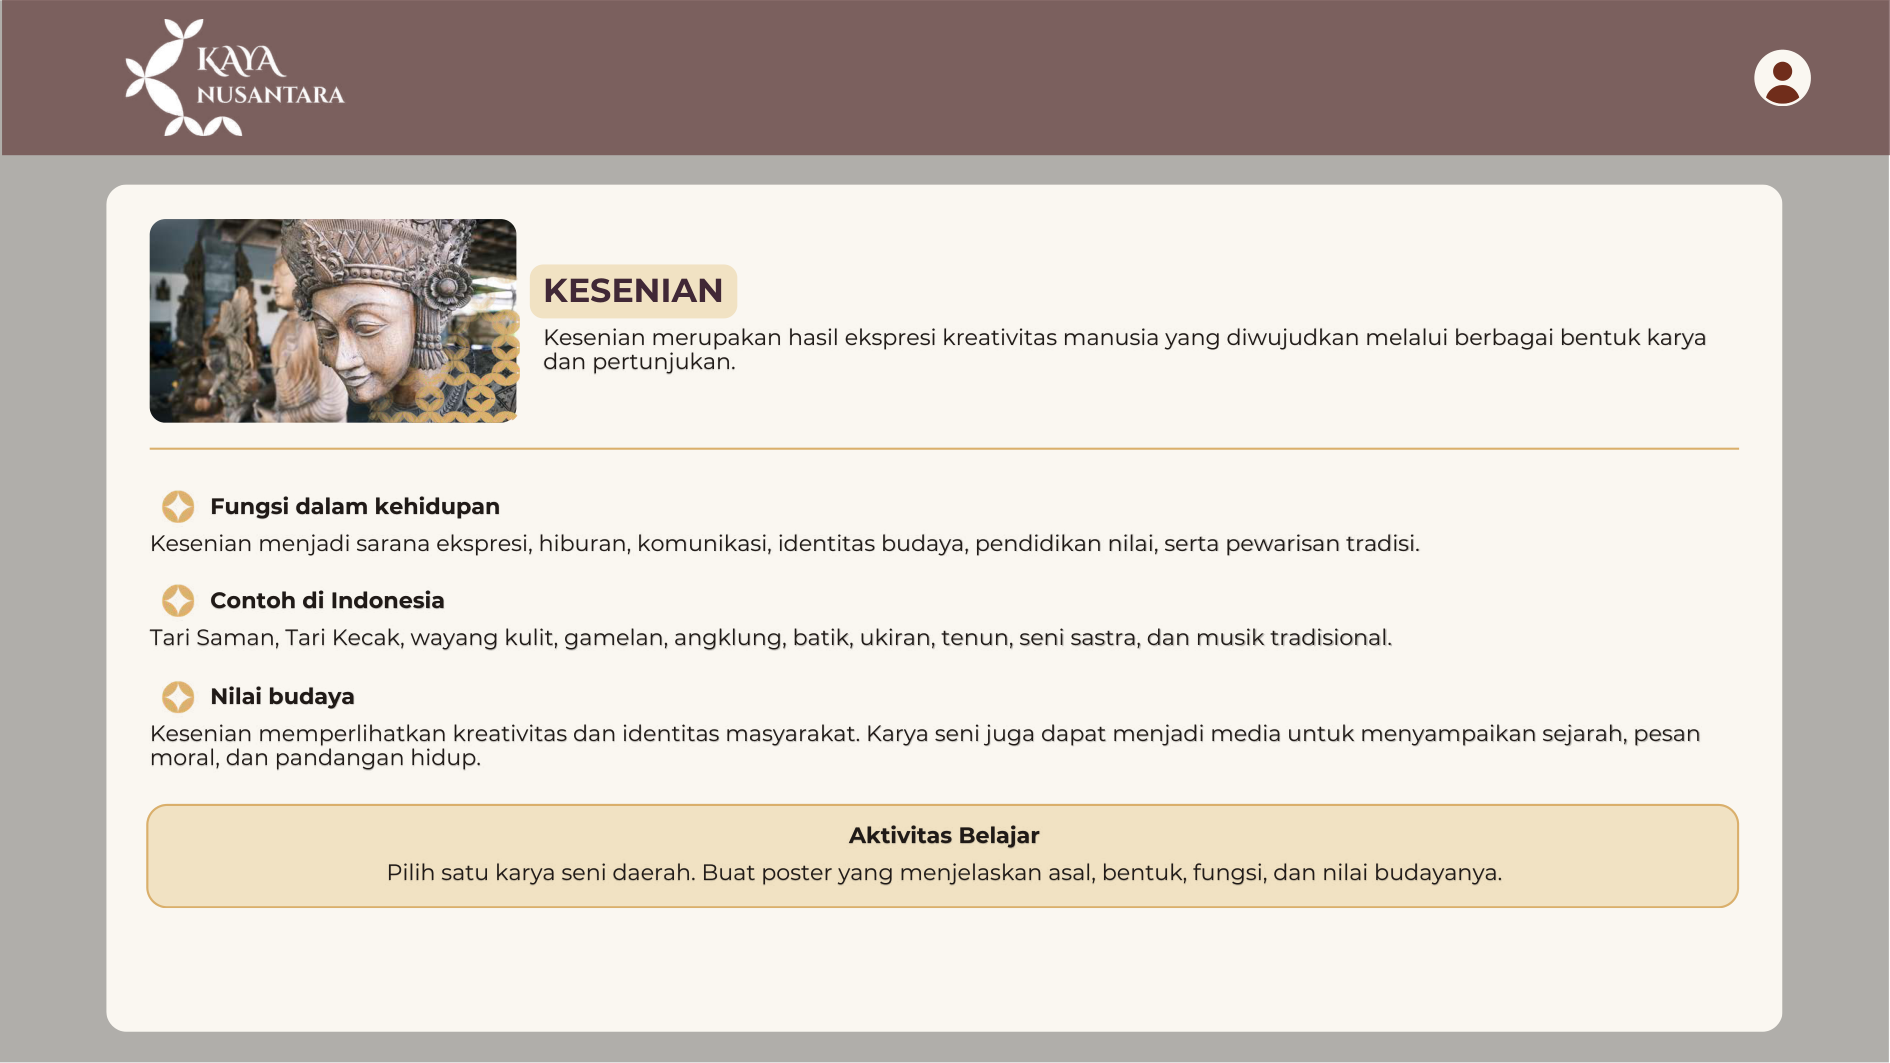 KAYA
NUSANTARA
KESENIAN
Kesenian merupakan hasil ekspresi kreativitas manusia yang diwujudkan melalui berbagai bentuk karya
dan pertunjukan.
Fungsi dalam kehidupan
Kesenian menjadi sarana ekspresi, hiburan, komunikasi, identitas budaya, pendidikan nilai, serta pewarisan tradisi.
Contoh di Indonesia
Tari Saman, Tari Kecak, wayang kulit, gamelan, angklung, batik, ukiran, tenun, seni sastra, dan musik tradisional.
Nilai budaya
Kesenian memperlihatkan kreativitas dan identitas masyarakat. Karya seni juga dapat menjadi media untuk menyampaikan sejarah, pesan
moral, dan pandangan hidup.
Aktivitas Belajar
Pilih satu karya seni daerah. Buat poster yang menjelaskan asal, bentuk, fungsi, dan nilai budayanya.